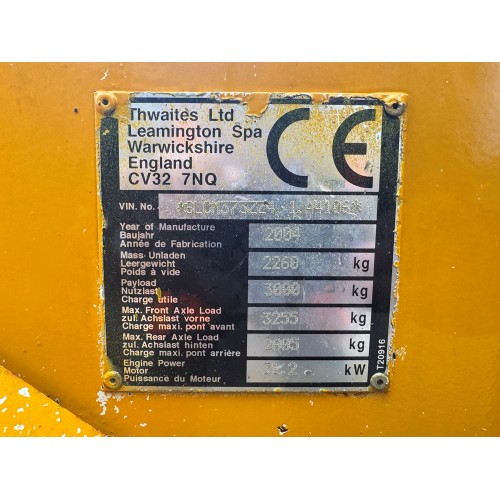 Thwaites Ltd
Leamington Spa
Warwickshire
England
CV32 7NQ
CE
VIN. No.
Year of Manufacture
Baujahr 2004
Année de Fabrication
Mass Unladen
Leergewicht 2260 kg
Poids à vide
Payload
Nutzlast 3000 kg
Charge utile
Max. Front Axle Load
zul. Achslast vorne 3255 kg
Charge maxi. pont avant
Max. Rear Axle Load
zul. Achslast hinten kg
Charge maxi. pont arrière
Engine Power
Motor kW
Puissance du Moteur
T20916